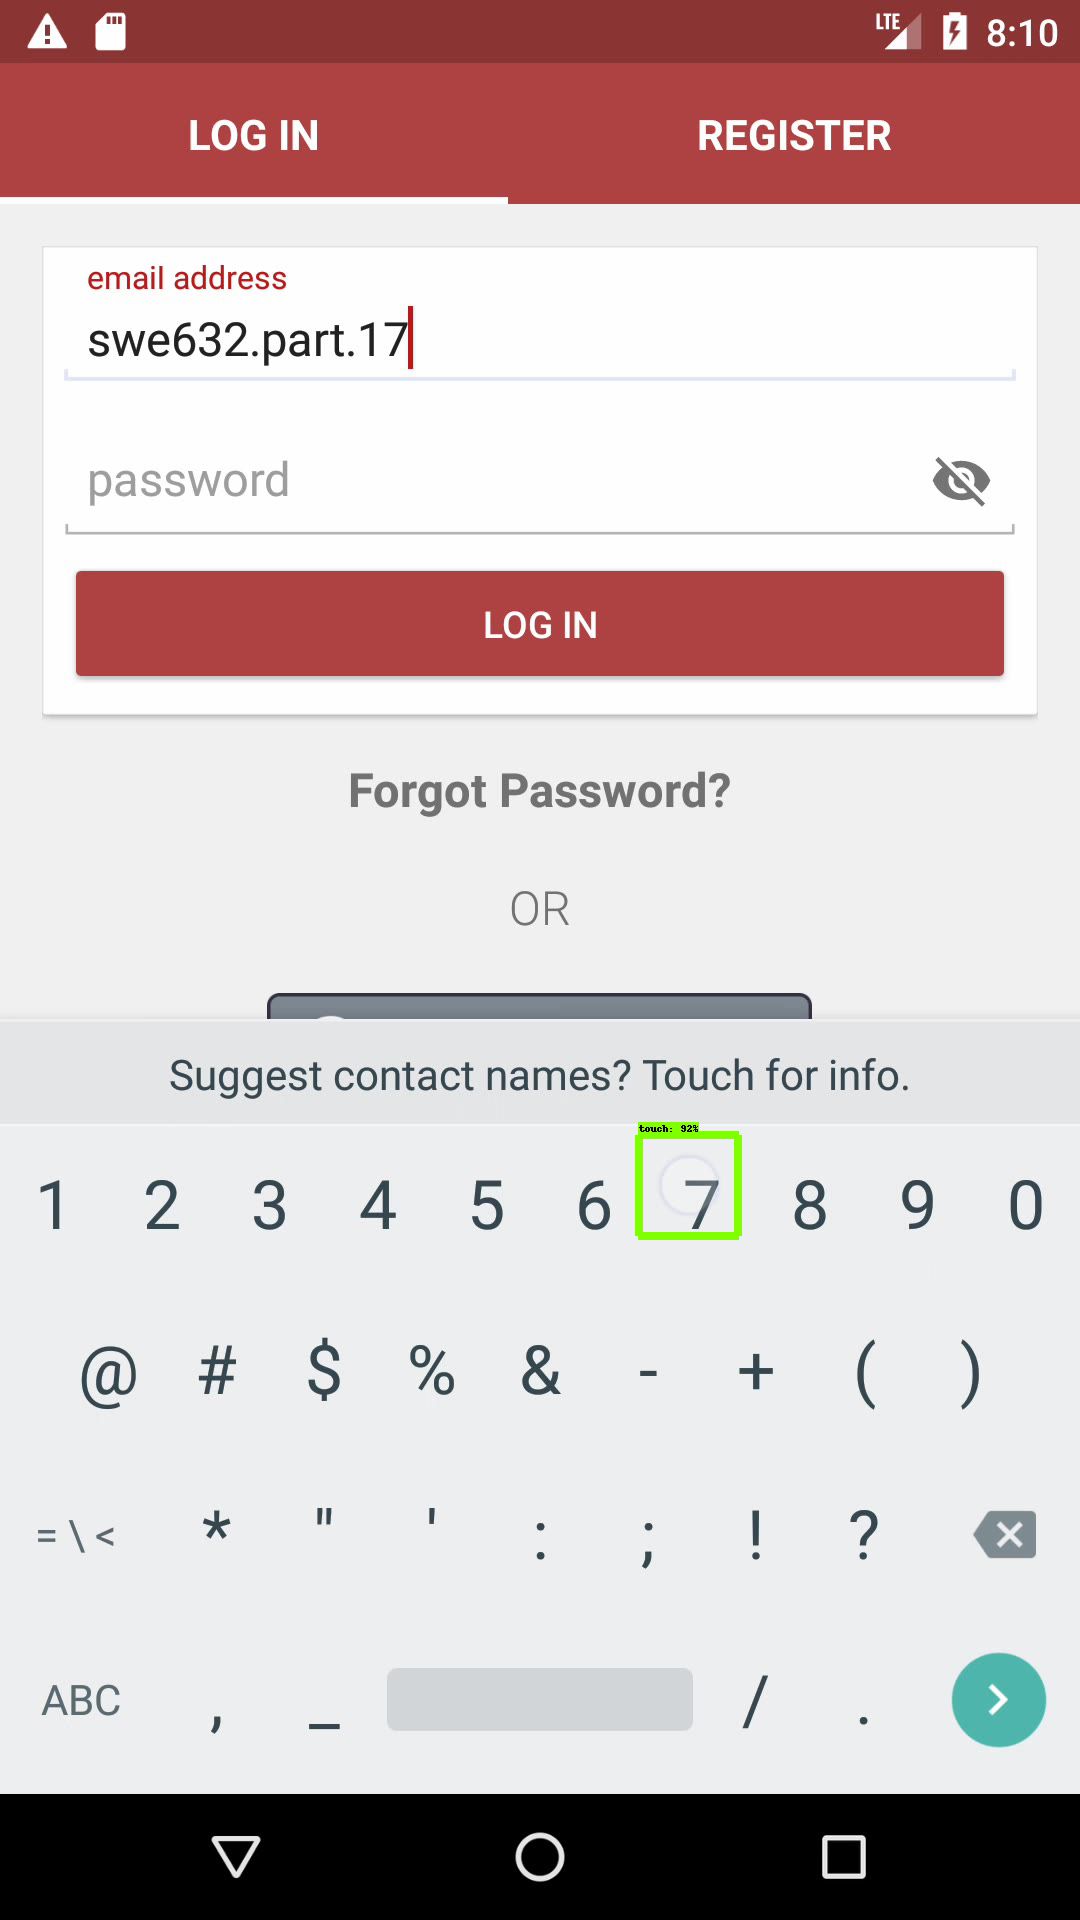 LTE 8:10
LOG IN REGISTER
email address
swe632.part.17
password
LOG IN
Forgot Password?
OR
Suggest contact names? Touch for info.
touch: 92%
1 2 3 4 5 6 7 8 9 0
@ # $ % & - + ( )
= \ < * " ' : ; ! ?
ABC , _ / .